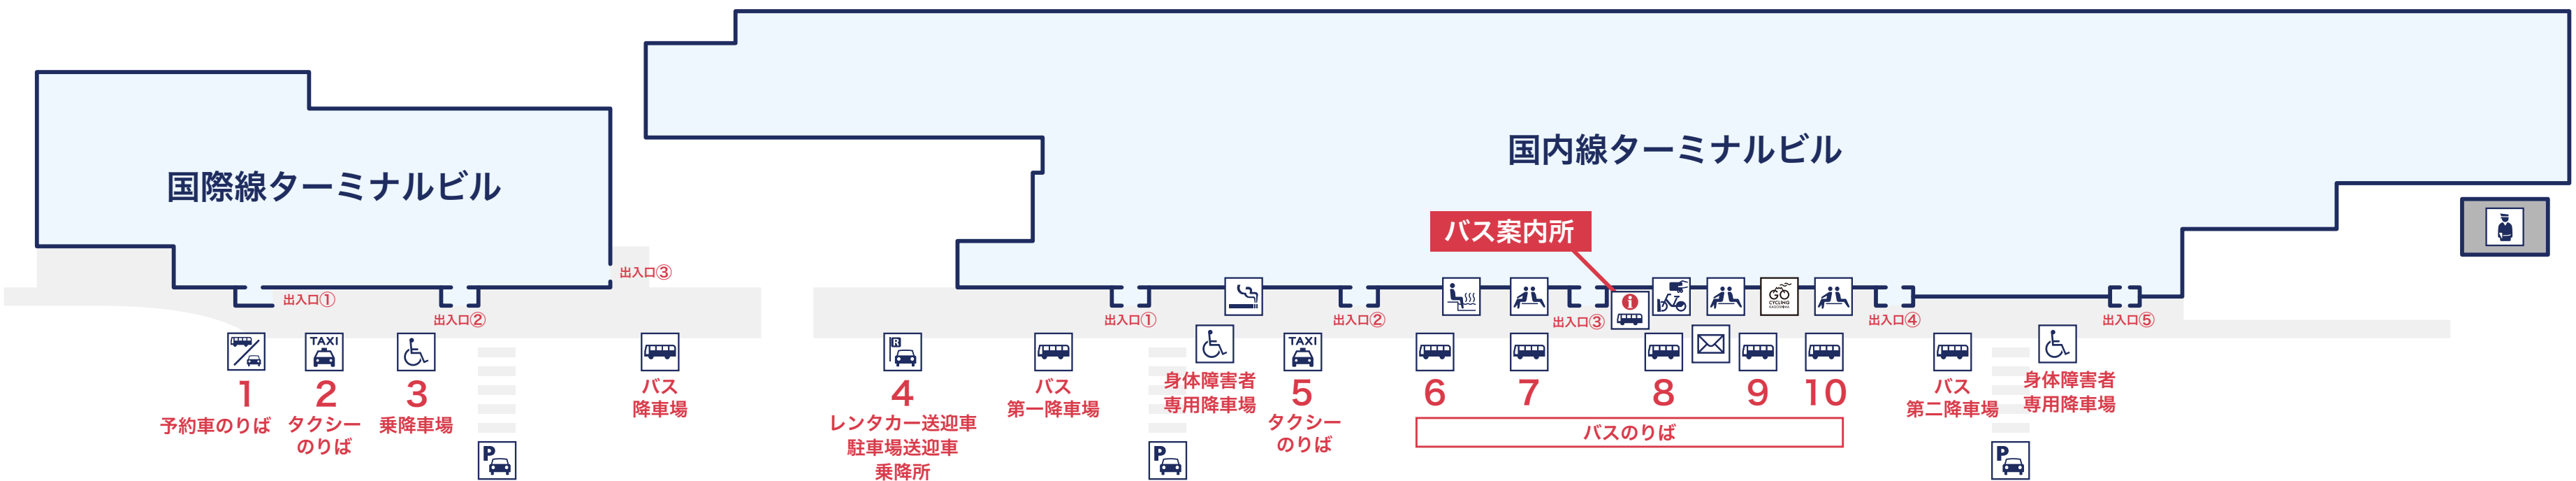 国際線ターミナルビル
国内線ターミナルビル
バス案内所
出入口①
出入口②
出入口③
出入口①
出入口②
出入口③
出入口④
出入口⑤
1
予約車のりば
TAXI
2
タクシー
のりば
3
乗降車場
P
バス
降車場
R
4
レンタカー送迎車
駐車場送迎車
乗降所
バス
第一降車場
身体障害者
専用降車場
P
TAXI
5
タクシー
のりば
6
7
8
9
10
バスのりば
i
GO
CYCLING
バス
第二降車場
身体障害者
専用降車場
P